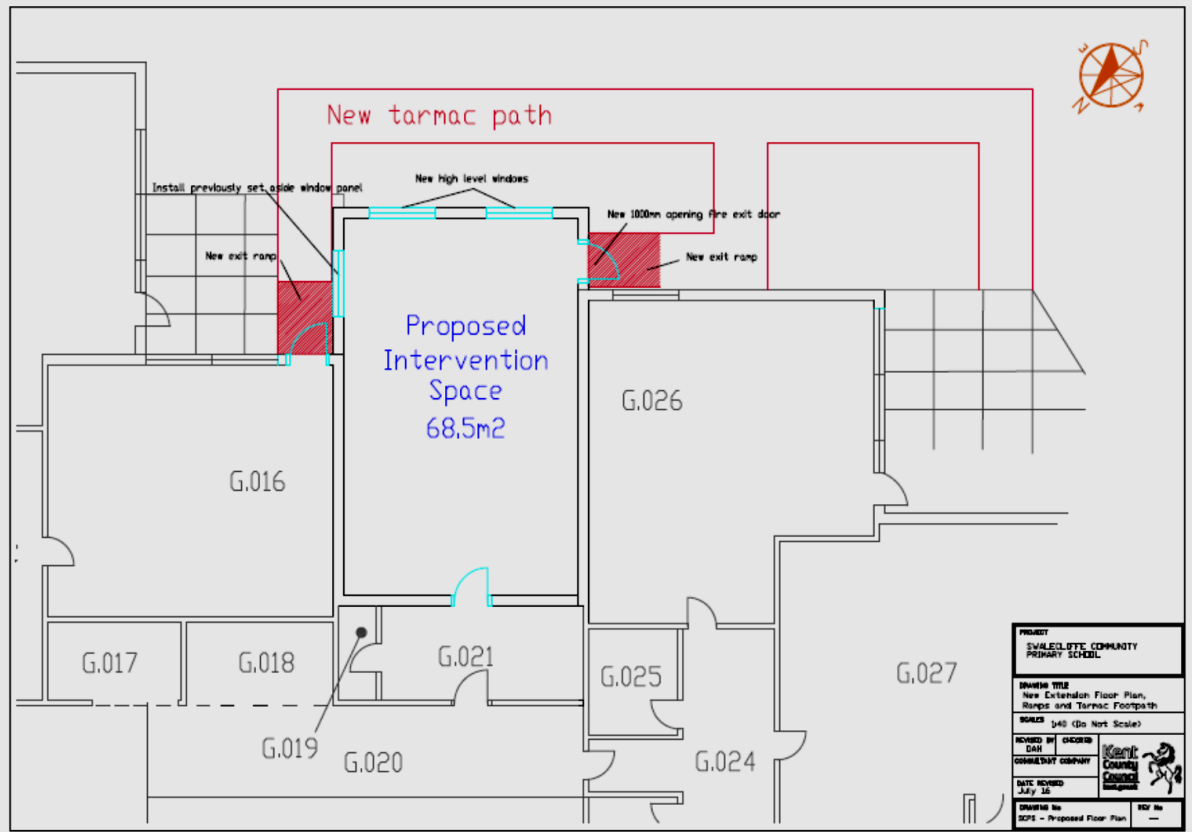 New tarmac path
Install previously set aside window panel
New high level windows
New 1000mm opening fire exit door
New exit ramp
New exit ramp
Proposed
Intervention
Space
68.5m2
G.026
G.016
G.017
G.018
G.021
G.025
G.027
G.019
G.020
G.024
N
E
S
PROJECT
SWALECLIFFE COMMUNITY
PRIMARY SCHOOL
DRAWING TITLE
New Extension Floor Plan,
Ramps and Tarmac Footpath
SCALES 1:40 (Do Not Scale)
REVISED BY CHECKED
DAH
CONSULTANT COMPANY
DATE REVISED
July 16
Kent
County
Council
kent.gov.uk
DRAWING No REV No
SCPS - Proposed Floor Plan —